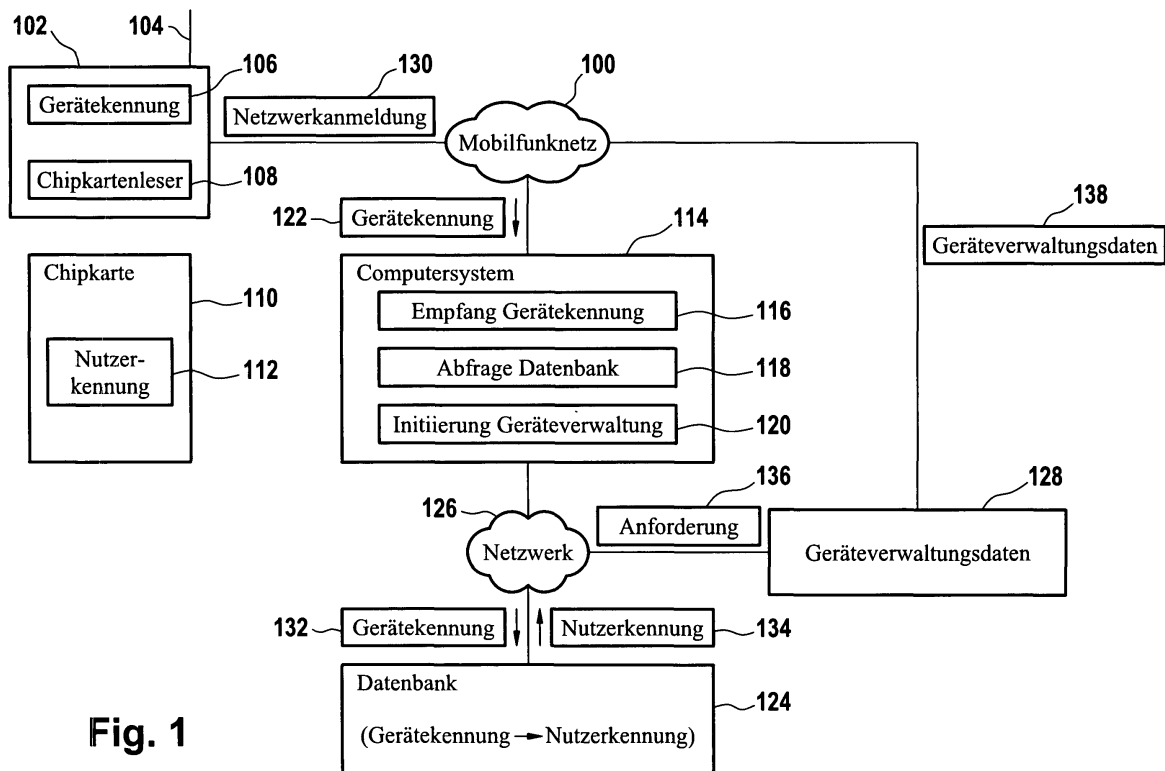 102
104
106
130
100
Gerätekennung
Netzwerkanmeldung
Mobilfunknetz
Chipkartenleser
108
122
Gerätekennung
114
138
Geräteverwaltungsdaten
Chipkarte
110
Nutzer-
kennung
112
Computersystem
Empfang Gerätekennung
116
Abfrage Datenbank
118
Initiierung Geräteverwaltung
120
126
Netzwerk
136
Anforderung
128
Geräteverwaltungsdaten
132
Gerätekennung
Nutzerkennung
134
Datenbank
124
(Gerätekennung → Nutzerkennung)
Fig. 1